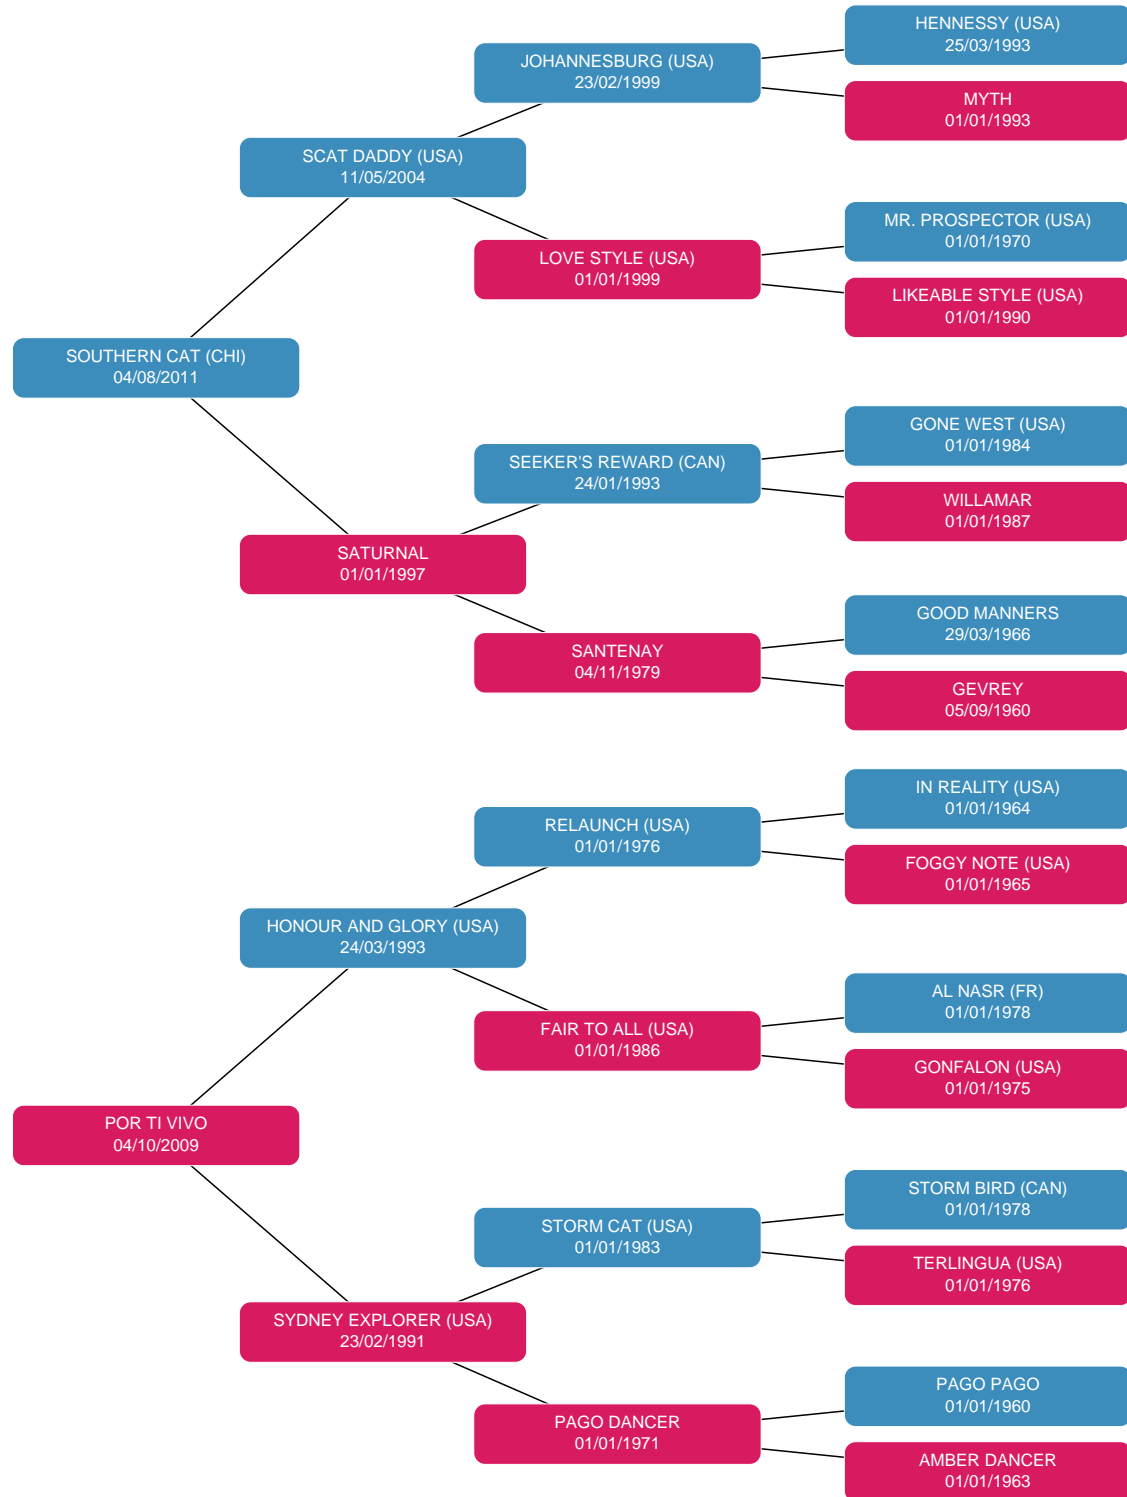 HENNESSY (USA)
25/03/1993
JOHANNESBURG (USA)
23/02/1999
MYTH
01/01/1993
SCAT DADDY (USA)
11/05/2004
MR. PROSPECTOR (USA)
01/01/1970
LOVE STYLE (USA)
01/01/1999
LIKEABLE STYLE (USA)
01/01/1990
SOUTHERN CAT (CHI)
04/08/2011
GONE WEST (USA)
01/01/1984
SEEKER'S REWARD (CAN)
24/01/1993
WILLAMAR
01/01/1987
SATURNAL
01/01/1997
GOOD MANNERS
29/03/1966
SANTENAY
04/11/1979
GEVREY
05/09/1960
IN REALITY (USA)
01/01/1964
RELAUNCH (USA)
01/01/1976
FOGGY NOTE (USA)
01/01/1965
HONOUR AND GLORY (USA)
24/03/1993
AL NASR (FR)
01/01/1978
FAIR TO ALL (USA)
01/01/1986
GONFALON (USA)
01/01/1975
POR TI VIVO
04/10/2009
STORM BIRD (CAN)
01/01/1978
STORM CAT (USA)
01/01/1983
TERLINGUA (USA)
01/01/1976
SYDNEY EXPLORER (USA)
23/02/1991
PAGO PAGO
01/01/1960
PAGO DANCER
01/01/1971
AMBER DANCER
01/01/1963